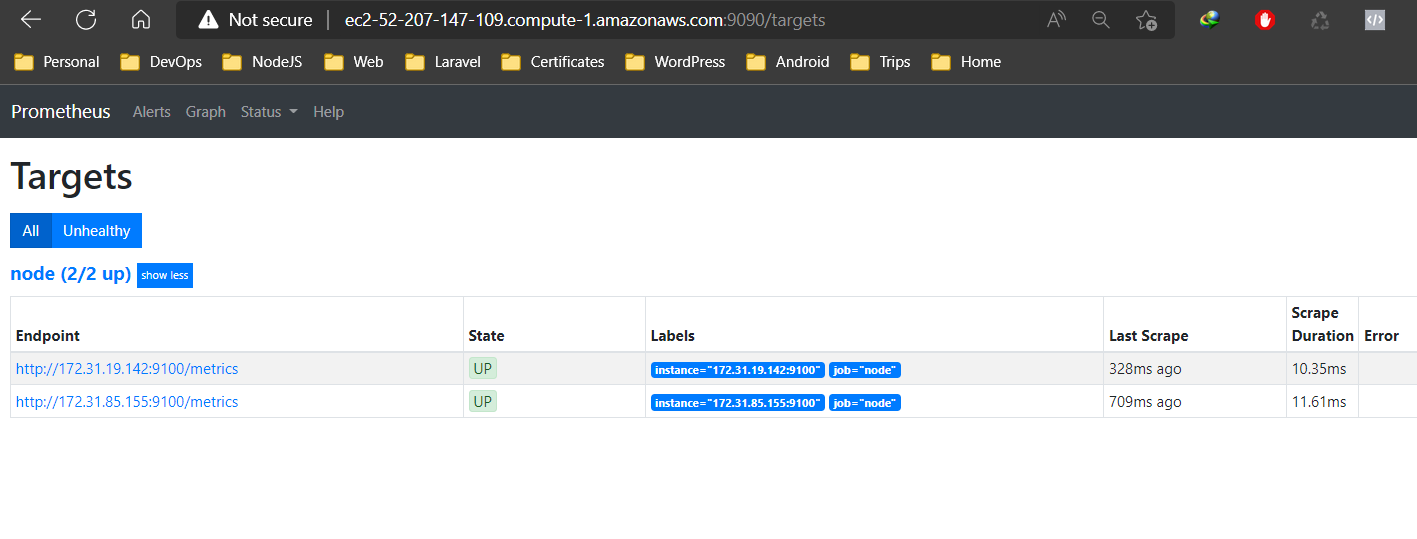 Not secure ec2-52-207-147-109.compute-1.amazonaws.com:9090/targets
Personal DevOps NodeJS Web Laravel Certificates WordPress Android Trips Home
Prometheus Alerts Graph Status Help
Targets
All Unhealthy
node (2/2 up) show less
Endpoint State Labels Last Scrape Scrape Duration Error
http://172.31.19.142:9100/metrics UP instance="172.31.19.142:9100" job="node" 328ms ago 10.35ms
http://172.31.85.155:9100/metrics UP instance="172.31.85.155:9100" job="node" 709ms ago 11.61ms